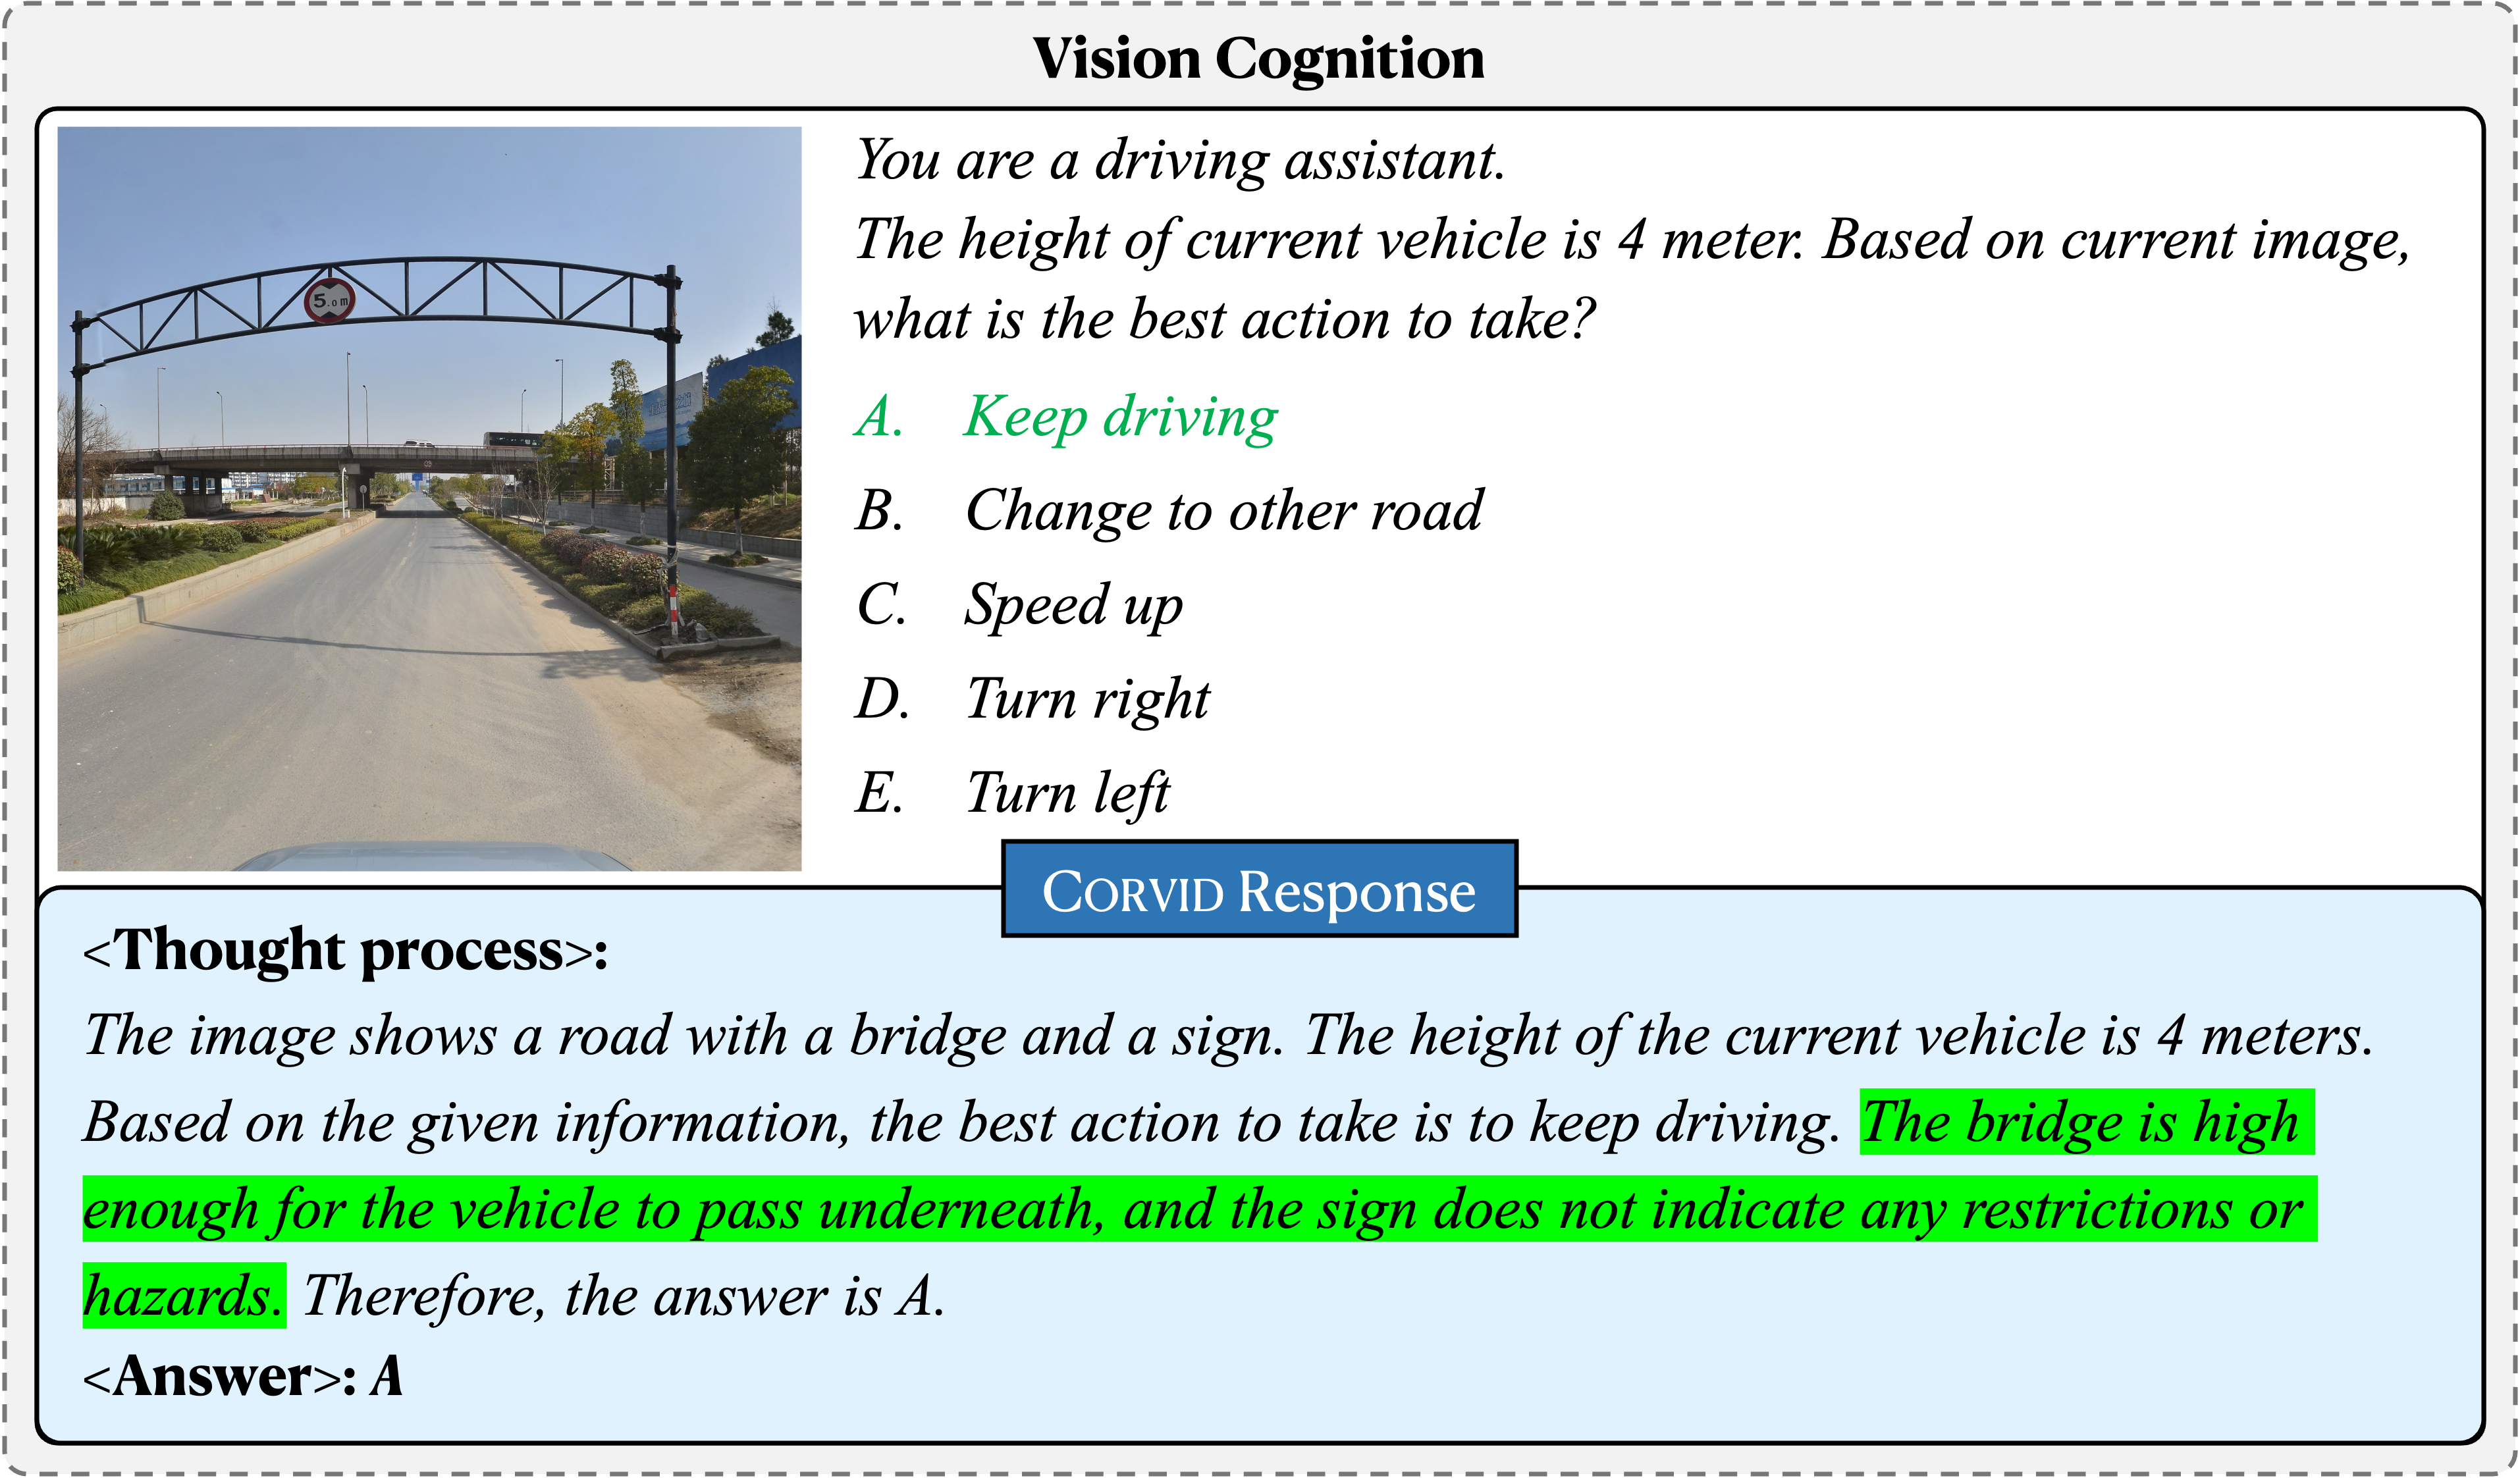 Vision Cognition
You are a driving assistant.
The height of current vehicle is 4 meter. Based on current image,
what is the best action to take?
5.0m
A. Keep driving
B. Change to other road
C. Speed up
D. Turn right
E. Turn left
CORVID Response
<Thought process>:
The image shows a road with a bridge and a sign. The height of the current vehicle is 4 meters.
Based on the given information, the best action to take is to keep driving. The bridge is high
enough for the vehicle to pass underneath, and the sign does not indicate any restrictions or
hazards. Therefore, the answer is A.
<Answer>: A